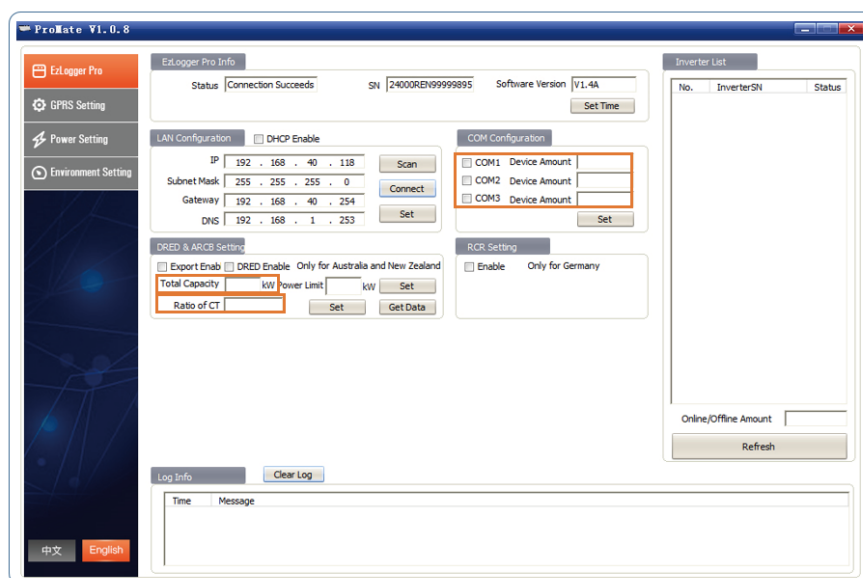 ProMate V1.0.8
EzLogger Pro
GPRS Setting
Power Setting
Environment Setting
中文
English
EzLogger Pro Info
Status Connection Succeeds SN 24000REN99999895 Software Version V1.4A
Set Time
LAN Configuration DHCP Enable
IP 192 . 168 . 40 . 118 Scan
Subnet Mask 255 . 255 . 255 . 0 Connect
Gateway 192 . 168 . 40 . 254
DNS 192 . 168 . 1 . 253 Set
COM Configuration
COM1 Device Amount
COM2 Device Amount
COM3 Device Amount
Set
DRED & ARCB Setting
Export Enab DRED Enable Only for Australia and New Zealand
Total Capacity kW Power Limit kW Set
Ratio of CT Set Get Data
RCR Setting
Enable Only for Germany
Inverter List
No. InverterSN Status
Online/Offline Amount
Refresh
Log Info Clear Log
Time Message